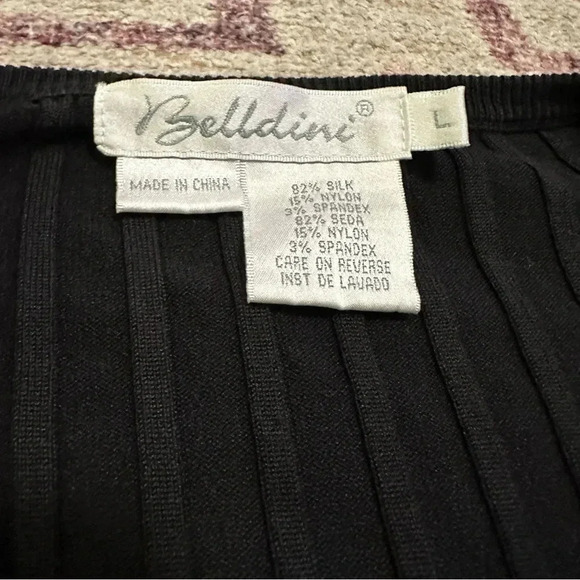 Belldini®
L
MADE IN CHINA
82% SILK
15% NYLON
3% SPANDEX
82% SEDA
15% NYLON
3% SPANDEX
CARE ON REVERSE
INST DE LAVADO